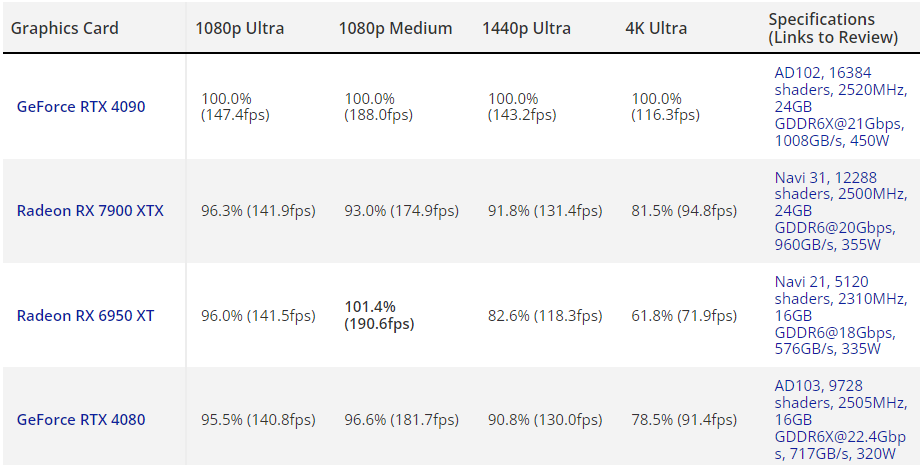 Graphics Card 1080p Ultra 1080p Medium 1440p Ultra 4K Ultra Specifications
(Links to Review)
GeForce RTX 4090 100.0%
(147.4fps) 100.0%
(188.0fps) 100.0%
(143.2fps) 100.0%
(116.3fps) AD102, 16384
shaders, 2520MHz,
24GB
GDDR6X@21Gbps,
1008GB/s, 450W
Radeon RX 7900 XTX 96.3% (141.9fps) 93.0% (174.9fps) 91.8% (131.4fps) 81.5% (94.8fps) Navi 31, 12288
shaders, 2500MHz,
24GB
GDDR6@20Gbps,
960GB/s, 355W
Radeon RX 6950 XT 96.0% (141.5fps) 101.4%
(190.6fps) 82.6% (118.3fps) 61.8% (71.9fps) Navi 21, 5120
shaders, 2310MHz,
16GB
GDDR6@18Gbps,
576GB/s, 335W
GeForce RTX 4080 95.5% (140.8fps) 96.6% (181.7fps) 90.8% (130.0fps) 78.5% (91.4fps) AD103, 9728
shaders, 2505MHz,
16GB
GDDR6X@22.4Gbp
s, 717GB/s, 320W